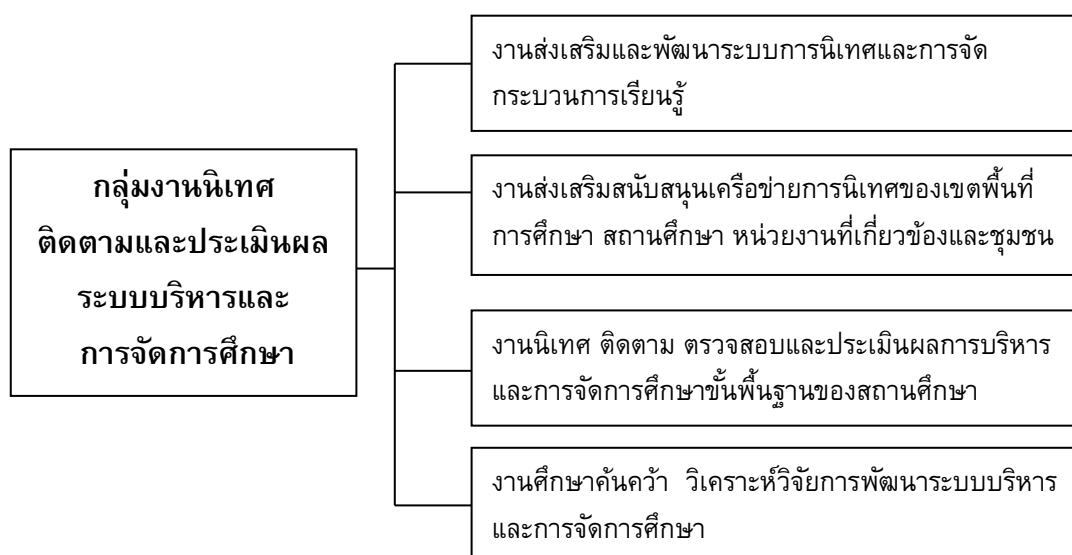 กลุ่มงานนิเทศ
ติดตามและประเมินผล
ระบบบริหารและ
การจัดการศึกษา
งานส่งเสริมและพัฒนาระบบการนิเทศและการจัด
กระบวนการเรียนรู้
งานส่งเสริมสนับสนุนเครือข่ายการนิเทศของเขตพื้นที่
การศึกษา สถานศึกษา หน่วยงานที่เกี่ยวข้องและชุมชน
งานนิเทศ ติดตาม ตรวจสอบและประเมินผลการบริหาร
และการจัดการศึกษาขั้นพื้นฐานของสถานศึกษา
งานศึกษาค้นคว้า วิเคราะห์วิจัยการพัฒนาระบบบริหาร
และการจัดการศึกษา